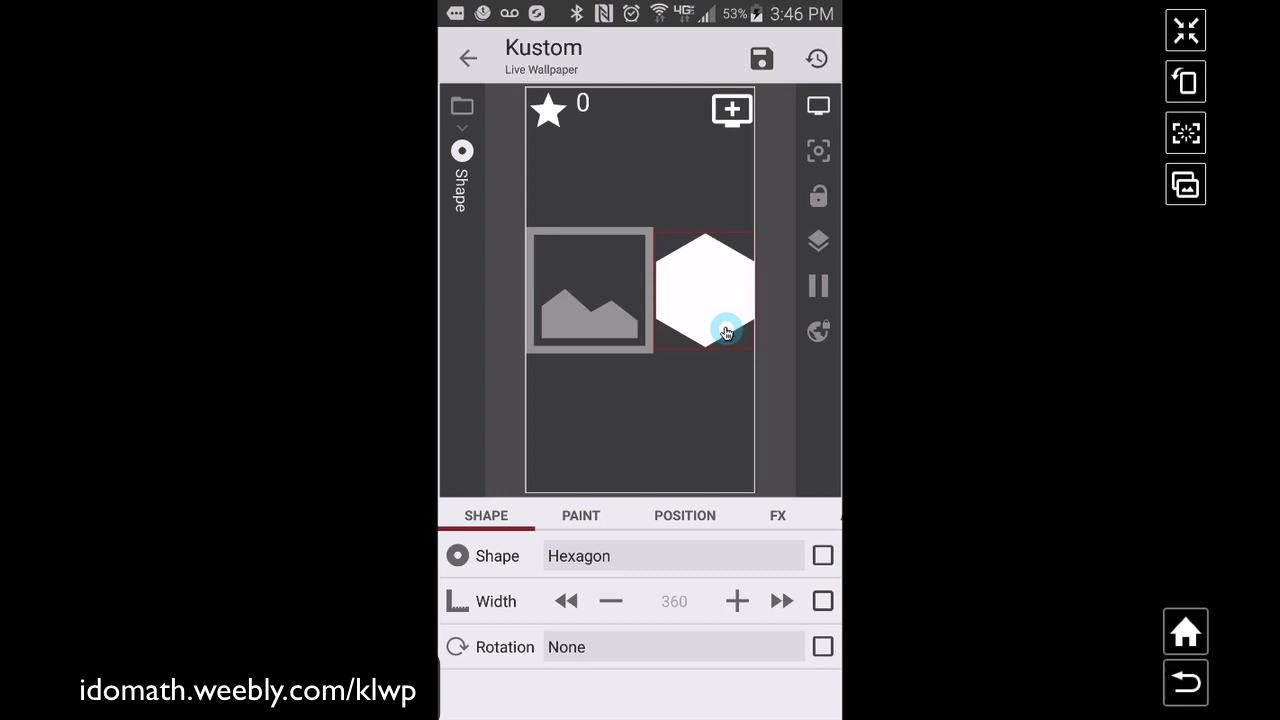 4G
53%
3:46 PM
Kustom
Live Wallpaper
0
Shape
SHAPE
PAINT
POSITION
FX
Shape
Hexagon
Width
360
Rotation
None
idomath.weebly.com/klwp